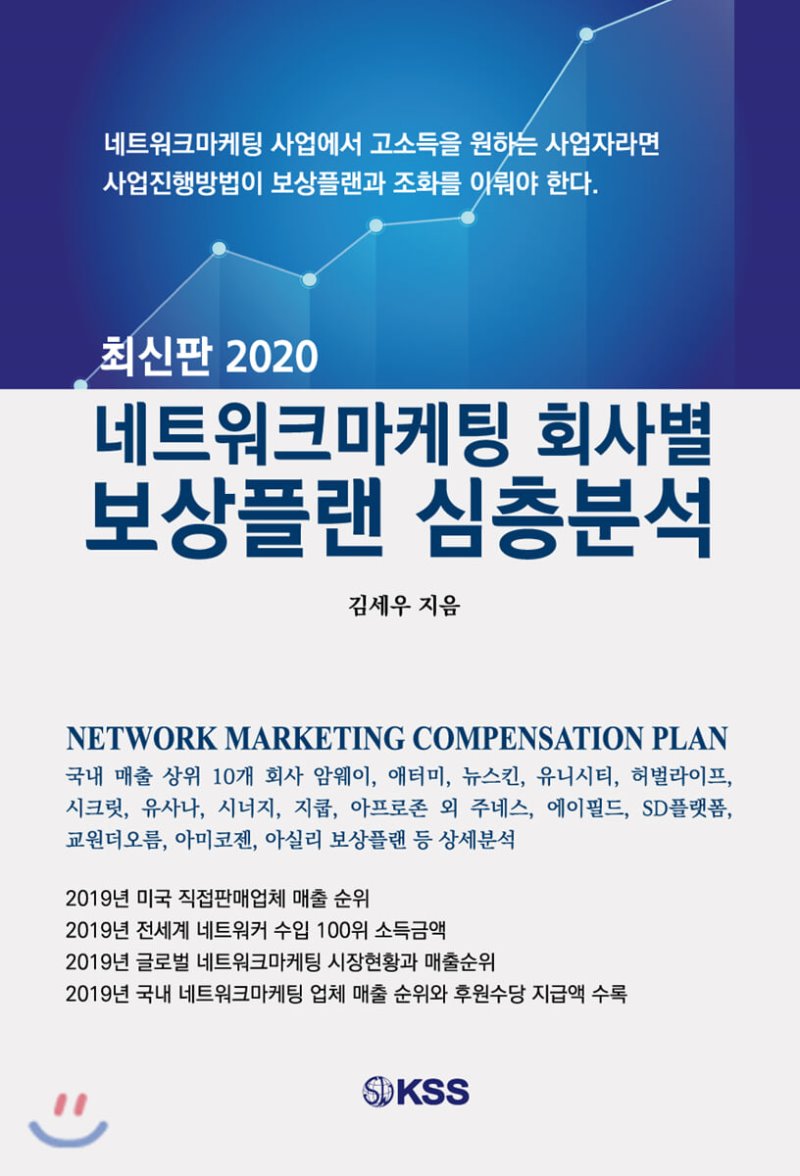 네트워크마케팅 사업에서 고소득을 원하는 사업자라면
사업진행방법이 보상플랜과 조화를 이뤄야 한다.
최신판 2020
네트워크마케팅 회사별
보상플랜 심층분석
김세우 지음
NETWORK MARKETING COMPENSATION PLAN
국내 매출 상위 10개 회사 암웨이, 애터미, 뉴스킨, 유니시티, 허벌라이프,
시크릿, 유사나, 시너지, 지쿱, 아프로존 외 주네스, 에이필드, SD플랫폼,
교원더오름, 아미코젠, 아실리 보상플랜 등 상세분석
2019년 미국 직접판매업체 매출 순위
2019년 전세계 네트워커 수입 100위 소득금액
2019년 글로벌 네트워크마케팅 시장현황과 매출순위
2019년 국내 네트워크마케팅 업체 매출 순위와 후원수당 지급액 수록
KSS